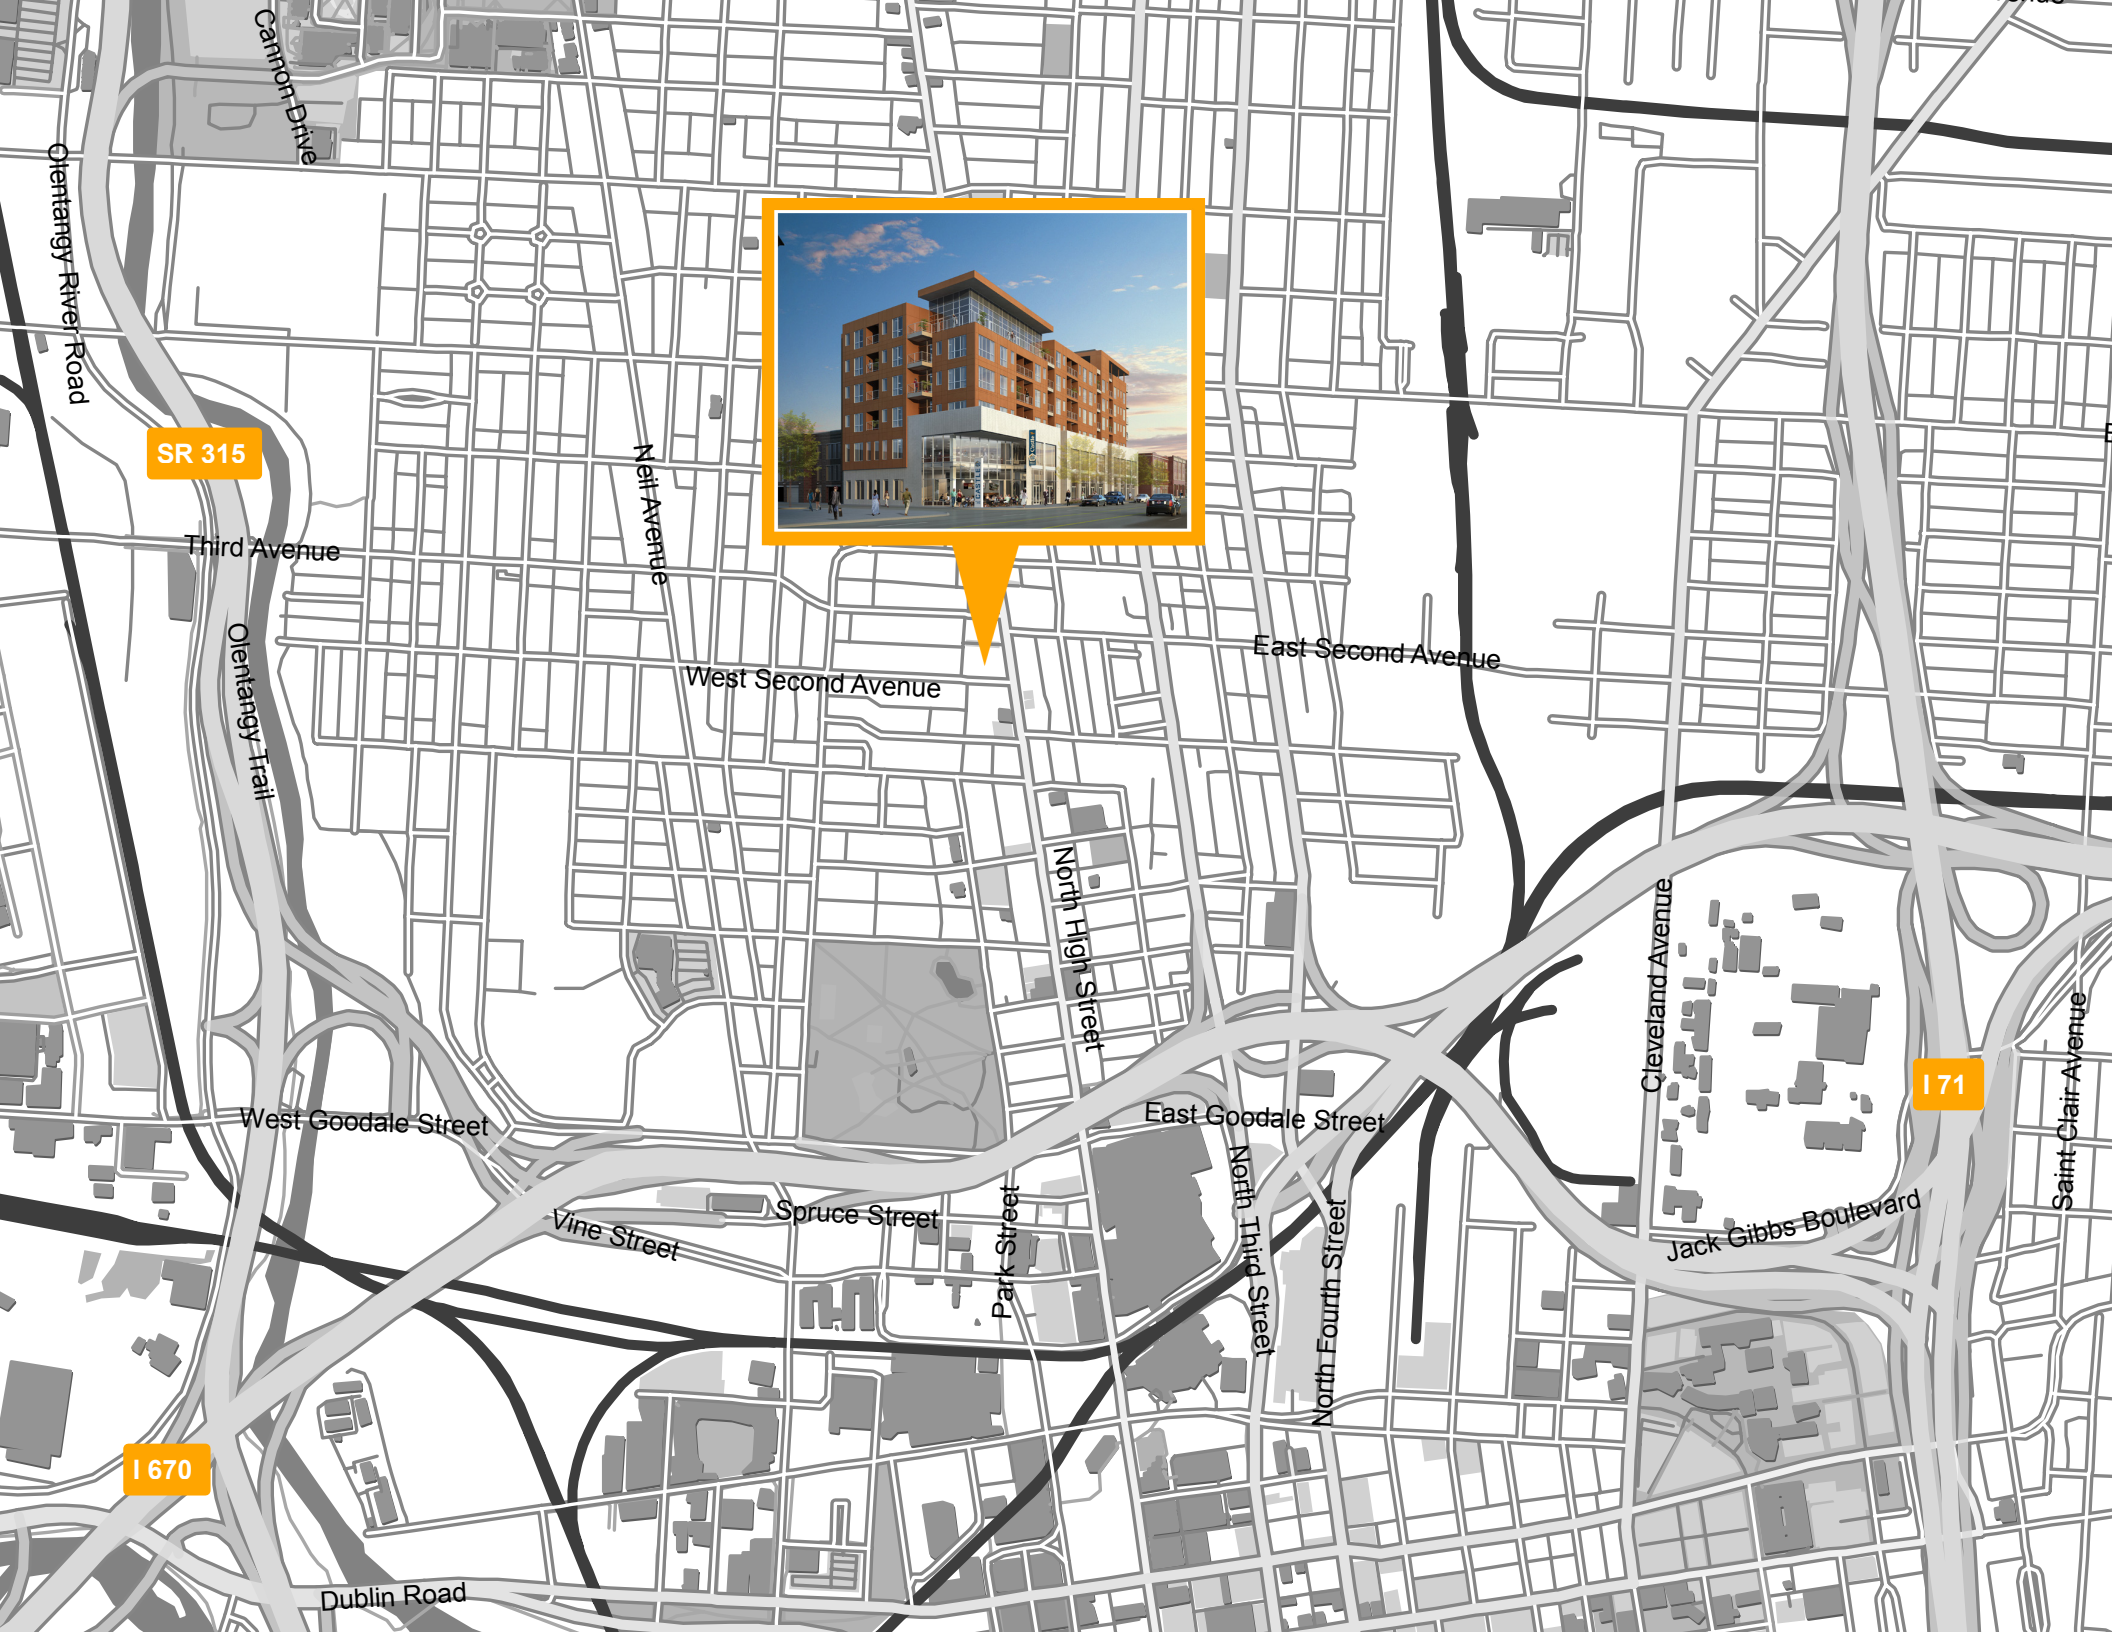 Cannon Drive
Olentangy River Road
SR 315
Neil Avenue
Third Avenue
Olentangy Trail
West Second Avenue
East Second Avenue
North High Street
Cleveland Avenue
Saint Clair Avenue
I 71
West Goodale Street
East Goodale Street
Vine Street
Spruce Street
Park Street
North Third Street
North Fourth Street
Jack Gibbs Boulevard
I 670
Dublin Road